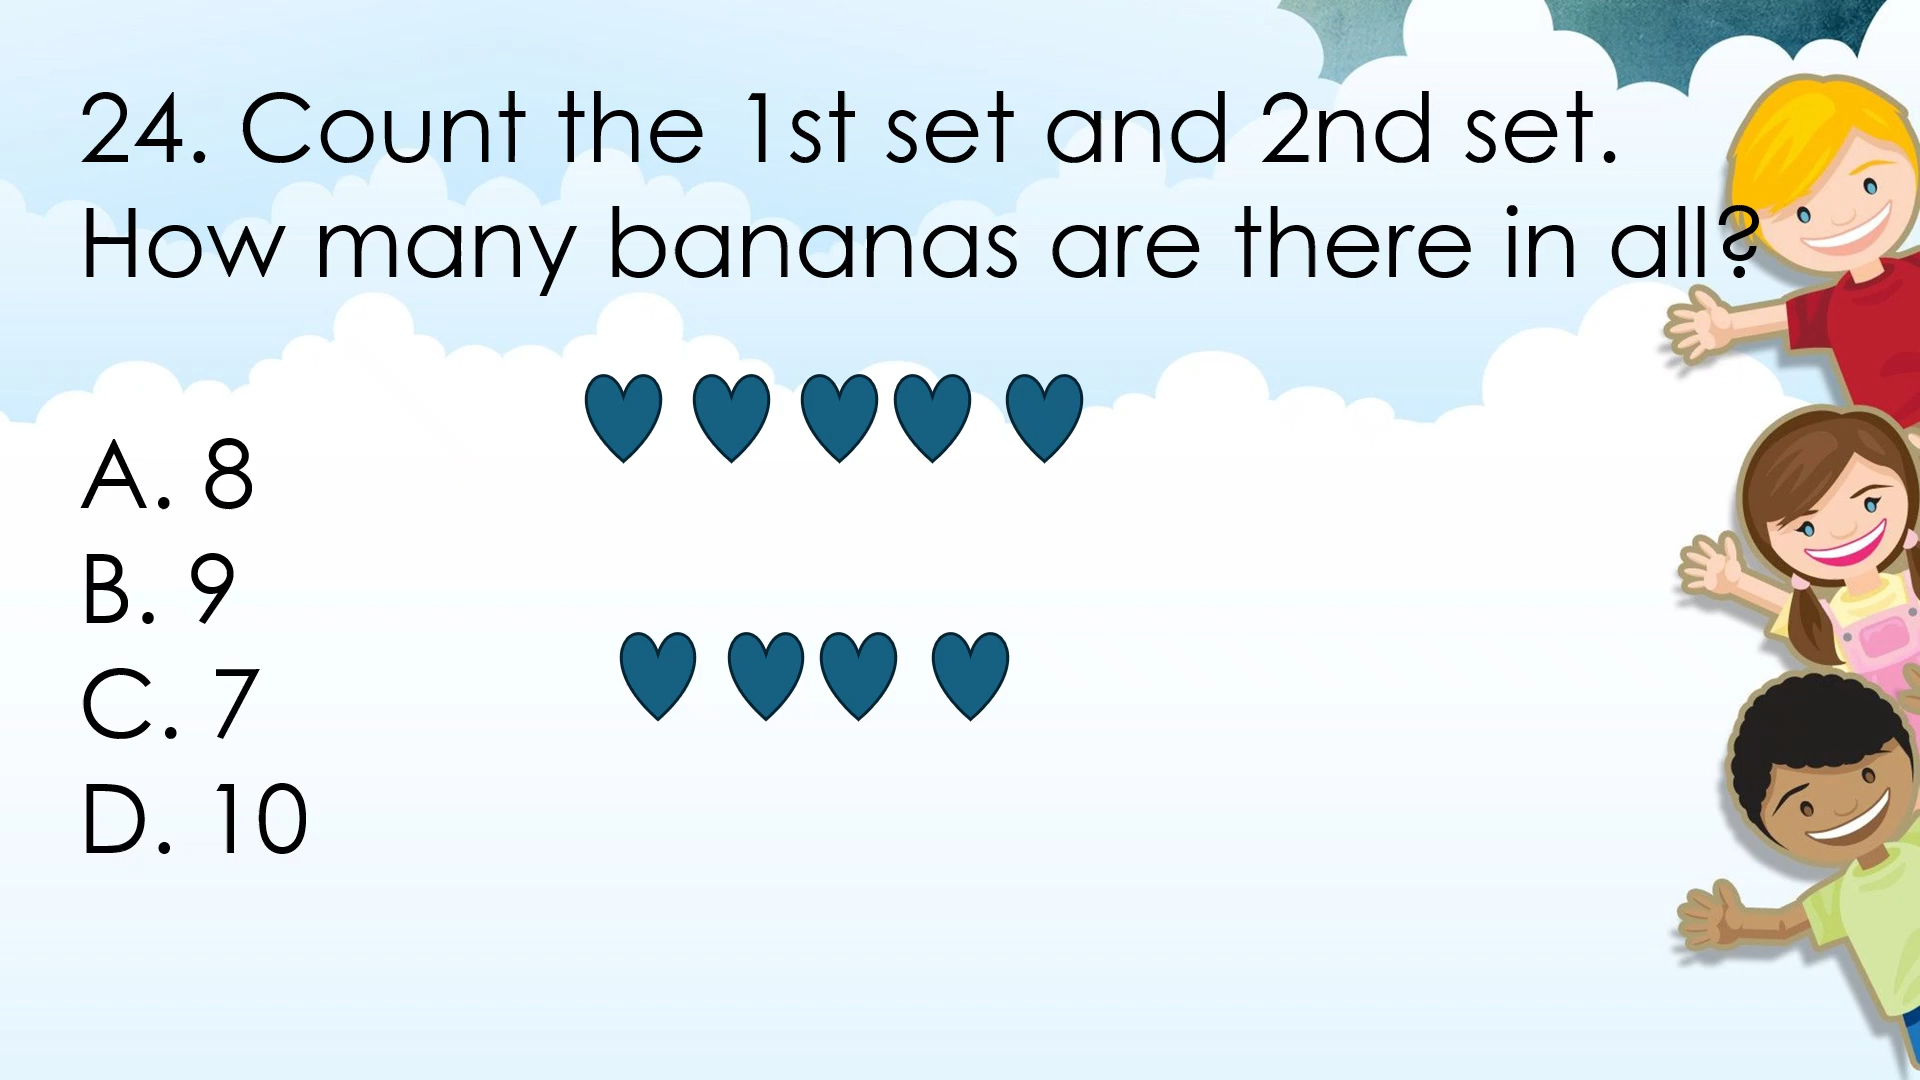 24. Count the 1st set and 2nd set.
How many bananas are there in all?
A. 8
B. 9
C. 7
D. 10